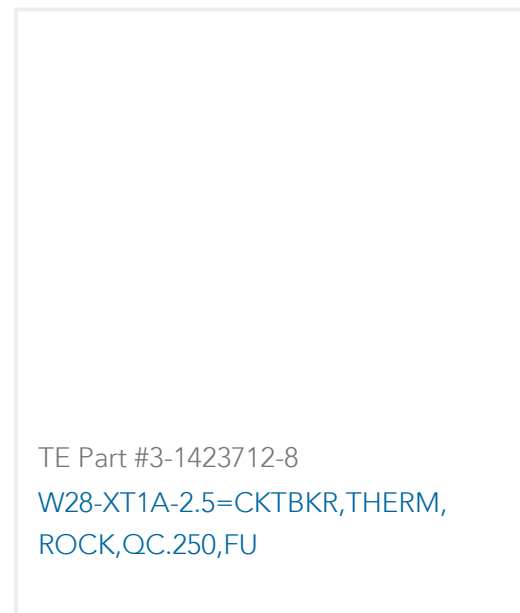 TE Part #3-1423712-8
W28-XT1A-2.5=CKTBKR,THERM,
ROCK,QC.250,FU